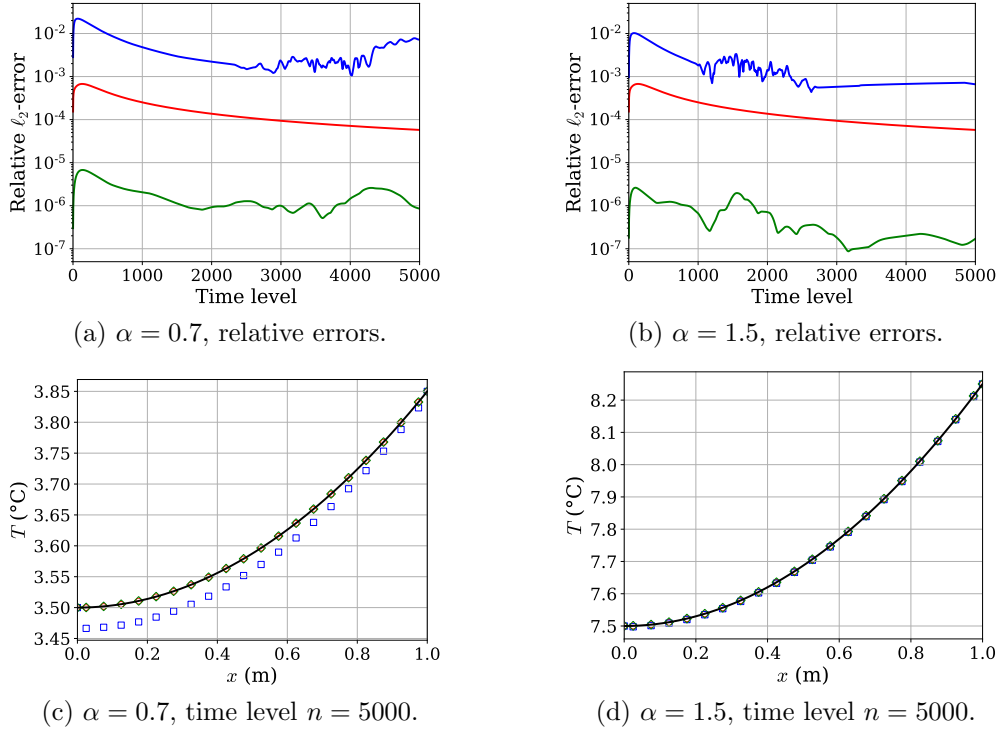 10⁻²
10⁻³
10⁻⁴
10⁻⁵
10⁻⁶
10⁻⁷
Relative ℓ₂-error
0 1000 2000 3000 4000 5000
Time level
(a) α = 0.7, relative errors.
10⁻²
10⁻³
10⁻⁴
10⁻⁵
10⁻⁶
10⁻⁷
Relative ℓ₂-error
0 1000 2000 3000 4000 5000
Time level
(b) α = 1.5, relative errors.
3.85
3.80
3.75
3.70
3.65
3.60
3.55
3.50
3.45
T (°C)
0.0 0.2 0.4 0.6 0.8 1.0
x (m)
(c) α = 0.7, time level n = 5000.
8.2
8.1
8.0
7.9
7.8
7.7
7.6
7.5
T (°C)
0.0 0.2 0.4 0.6 0.8 1.0
x (m)
(d) α = 1.5, time level n = 5000.